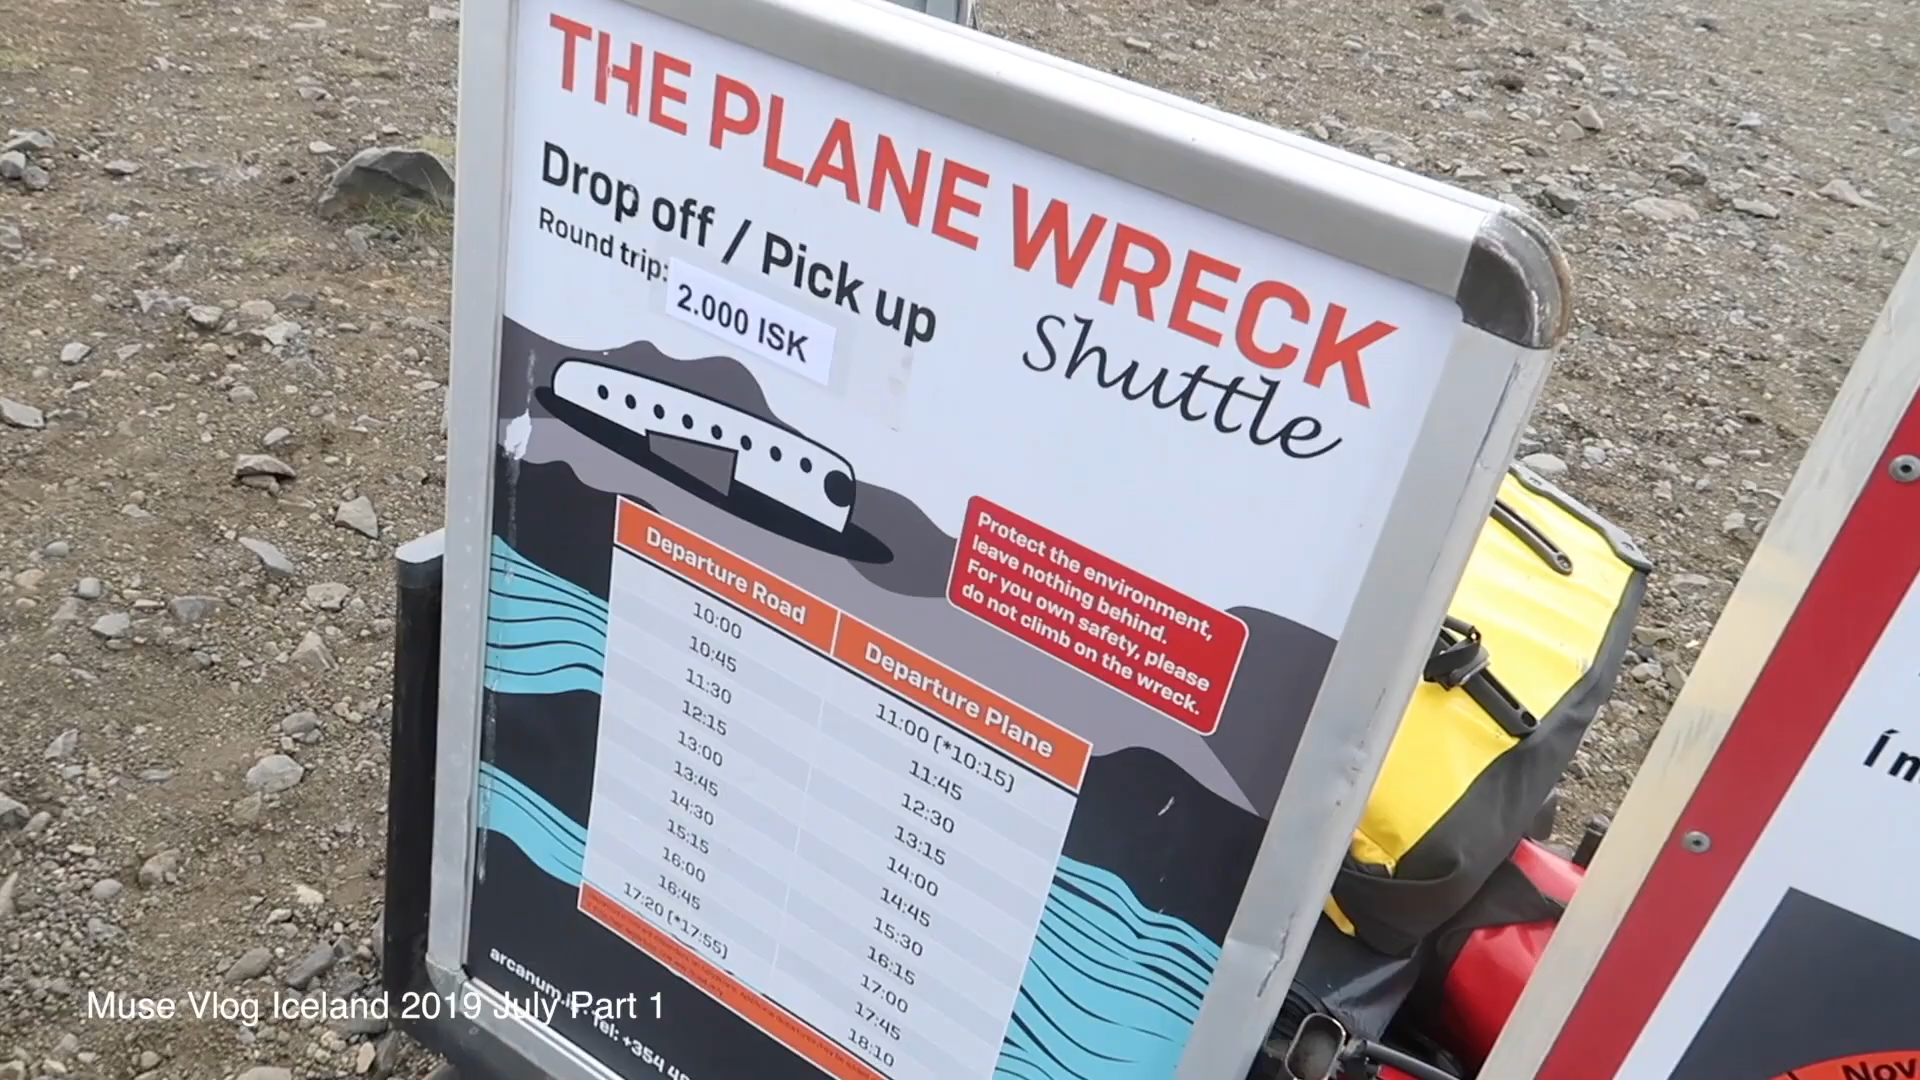 THE PLANE WRECK
Shuttle
Drop off / Pick up
Round trip: 2.000 ISK
Protect the environment,
leave nothing behind.
For you own safety, please
do not climb on the wreck.
Departure Road
10:00
10:45
11:30
12:15
13:00
13:45
14:30
15:15
16:00
16:45
17:20 [*17:55]
Departure Plane
11:00 [*10:15]
11:45
12:30
13:15
14:00
14:45
15:30
16:15
17:00
17:45
18:10
Tel: +354
Muse Vlog Iceland 2019 July Part 1
Nov